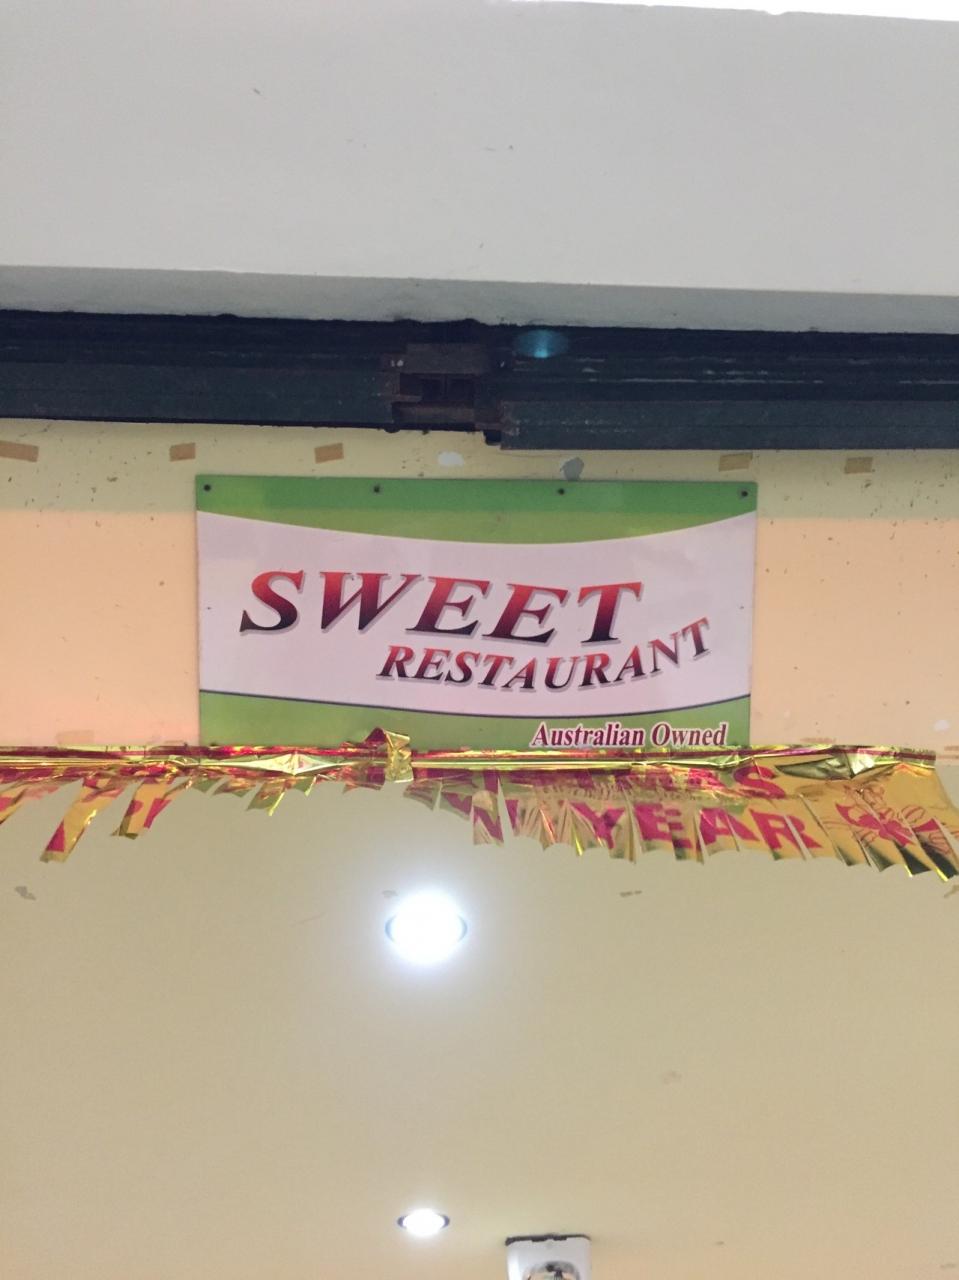 SWEET
RESTAURANT
Australian Owned
YEAR